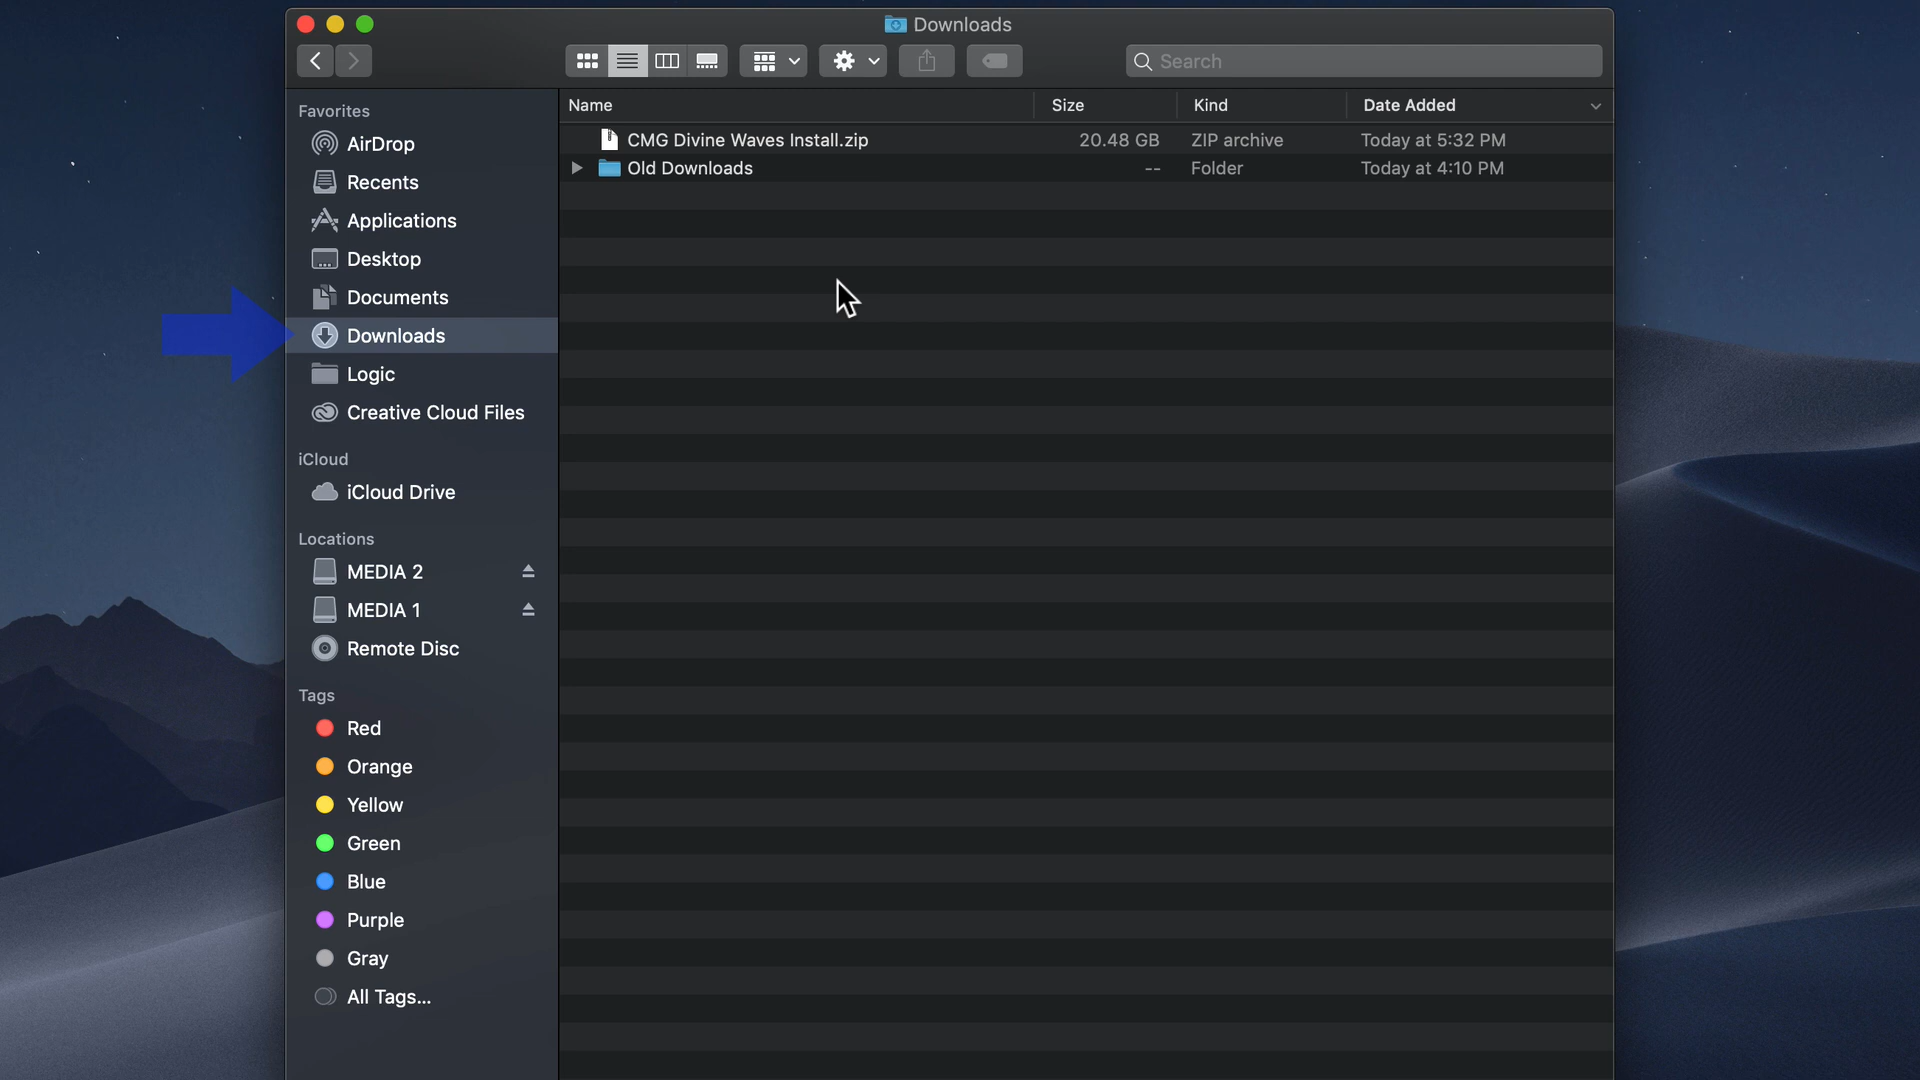 Downloads
Search
Favorites
AirDrop
Recents
Applications
Desktop
Documents
Downloads
Logic
Creative Cloud Files
iCloud
iCloud Drive
Locations
MEDIA 2
MEDIA 1
Remote Disc
Tags
Red
Orange
Yellow
Green
Blue
Purple
Gray
All Tags...
Name Size Kind Date Added
CMG Divine Waves Install.zip 20.48 GB ZIP archive Today at 5:32 PM
Old Downloads -- Folder Today at 4:10 PM